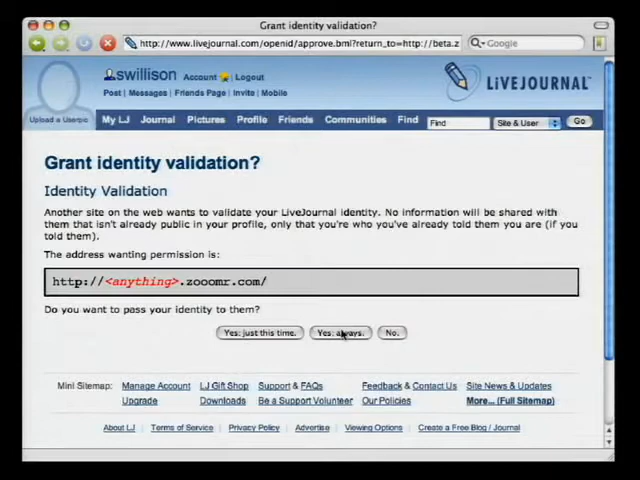 Grant identity validation?
http://www.livejournal.com/openid/approve.bml?return_to=http://beta.z
Google
swillison Account Logout
Post | Messages | Friends Page | Invite | Mobile
LIVEJOURNAL™
Upload a Userpic
My LJ Journal Pictures Profile Friends Communities Find Find Site & User Go
Grant identity validation?
Identity Validation
Another site on the web wants to validate your LiveJournal identity. No information will be shared with
them that isn't already public in your profile, only that you're who you've already told them you are (if you
told them).
The address wanting permission is:
http://<anything>.zooomr.com/
Do you want to pass your identity to them?
Yes; just this time. Yes; always. No.
Mini Sitemap: Manage Account LJ Gift Shop Support & FAQs Feedback & Contact Us Site News & Updates
Upgrade Downloads Be a Support Volunteer Our Policies More... (Full Sitemap)
About LJ Terms of Service Privacy Policy Advertise Viewing Options Create a Free Blog / Journal